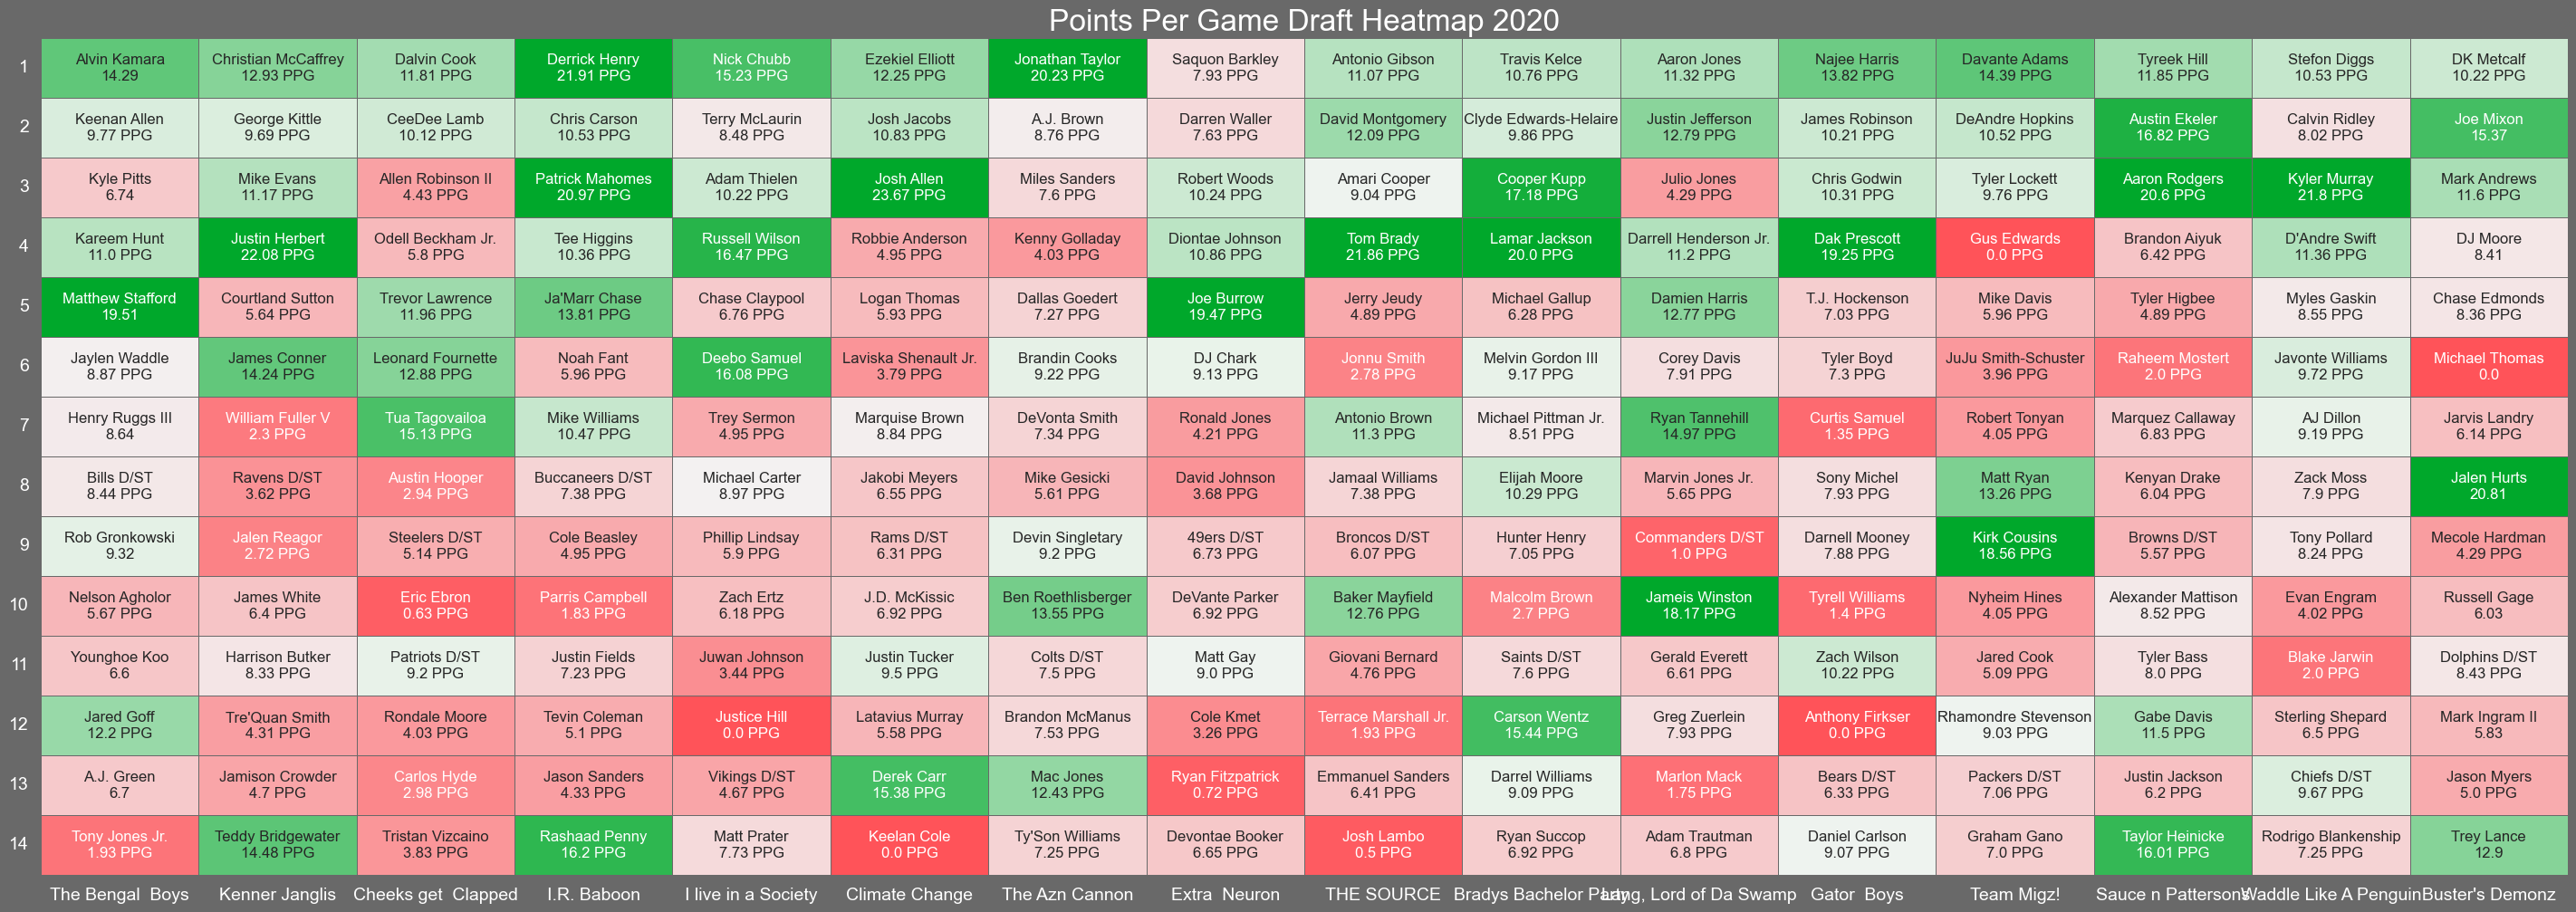 Points Per Game Draft Heatmap 2020
1
Alvin Kamara
14.29
Christian McCaffrey
12.93 PPG
Dalvin Cook
11.81 PPG
Derrick Henry
21.91 PPG
Nick Chubb
15.23 PPG
Ezekiel Elliott
12.25 PPG
Jonathan Taylor
20.23 PPG
Saquon Barkley
7.93 PPG
Antonio Gibson
11.07 PPG
Travis Kelce
10.76 PPG
Aaron Jones
11.32 PPG
Najee Harris
13.82 PPG
Davante Adams
14.39 PPG
Tyreek Hill
11.85 PPG
Stefon Diggs
10.53 PPG
DK Metcalf
10.22 PPG
2
Keenan Allen
9.77 PPG
George Kittle
9.69 PPG
CeeDee Lamb
10.12 PPG
Chris Carson
10.53 PPG
Terry McLaurin
8.48 PPG
Josh Jacobs
10.83 PPG
A.J. Brown
8.76 PPG
Darren Waller
7.63 PPG
David Montgomery
12.09 PPG
Clyde Edwards-Helaire
9.86 PPG
Justin Jefferson
12.79 PPG
James Robinson
10.21 PPG
DeAndre Hopkins
10.52 PPG
Austin Ekeler
16.82 PPG
Calvin Ridley
8.02 PPG
Joe Mixon
15.37
3
Kyle Pitts
6.74
Mike Evans
11.17 PPG
Allen Robinson II
4.43 PPG
Patrick Mahomes
20.97 PPG
Adam Thielen
10.22 PPG
Josh Allen
23.67 PPG
Miles Sanders
7.6 PPG
Robert Woods
10.24 PPG
Amari Cooper
9.04 PPG
Cooper Kupp
17.18 PPG
Julio Jones
4.29 PPG
Chris Godwin
10.31 PPG
Tyler Lockett
9.76 PPG
Aaron Rodgers
20.6 PPG
Kyler Murray
21.8 PPG
Mark Andrews
11.6 PPG
4
Kareem Hunt
11.0 PPG
Justin Herbert
22.08 PPG
Odell Beckham Jr.
5.8 PPG
Tee Higgins
10.36 PPG
Russell Wilson
16.47 PPG
Robbie Anderson
4.95 PPG
Kenny Golladay
4.03 PPG
Diontae Johnson
10.86 PPG
Tom Brady
21.86 PPG
Lamar Jackson
20.0 PPG
Darrell Henderson Jr.
11.2 PPG
Dak Prescott
19.25 PPG
Gus Edwards
0.0 PPG
Brandon Aiyuk
6.42 PPG
D'Andre Swift
11.36 PPG
DJ Moore
8.41
5
Matthew Stafford
19.51
Courtland Sutton
5.64 PPG
Trevor Lawrence
11.96 PPG
Ja'Marr Chase
13.81 PPG
Chase Claypool
6.76 PPG
Logan Thomas
5.93 PPG
Dallas Goedert
7.27 PPG
Joe Burrow
19.47 PPG
Jerry Jeudy
4.89 PPG
Michael Gallup
6.28 PPG
Damien Harris
12.77 PPG
T.J. Hockenson
7.03 PPG
Mike Davis
5.96 PPG
Tyler Higbee
4.89 PPG
Myles Gaskin
8.55 PPG
Chase Edmonds
8.36 PPG
6
Jaylen Waddle
8.87 PPG
James Conner
14.24 PPG
Leonard Fournette
12.88 PPG
Noah Fant
5.96 PPG
Deebo Samuel
16.08 PPG
Laviska Shenault Jr.
3.79 PPG
Brandin Cooks
9.22 PPG
DJ Chark
9.13 PPG
Jonnu Smith
2.78 PPG
Melvin Gordon III
9.17 PPG
Corey Davis
7.91 PPG
Tyler Boyd
7.3 PPG
JuJu Smith-Schuster
3.96 PPG
Raheem Mostert
2.0 PPG
Javonte Williams
9.72 PPG
Michael Thomas
0.0
7
Henry Ruggs III
8.64
William Fuller V
2.3 PPG
Tua Tagovailoa
15.13 PPG
Mike Williams
10.47 PPG
Trey Sermon
4.95 PPG
Marquise Brown
8.84 PPG
DeVonta Smith
7.34 PPG
Ronald Jones
4.21 PPG
Antonio Brown
11.3 PPG
Michael Pittman Jr.
8.51 PPG
Ryan Tannehill
14.97 PPG
Curtis Samuel
1.35 PPG
Robert Tonyan
4.05 PPG
Marquez Callaway
6.83 PPG
AJ Dillon
9.19 PPG
Jarvis Landry
6.14 PPG
8
Bills D/ST
8.44 PPG
Ravens D/ST
3.62 PPG
Austin Hooper
2.94 PPG
Buccaneers D/ST
7.38 PPG
Michael Carter
8.97 PPG
Jakobi Meyers
6.55 PPG
Mike Gesicki
5.61 PPG
David Johnson
3.68 PPG
Jamaal Williams
7.38 PPG
Elijah Moore
10.29 PPG
Marvin Jones Jr.
5.65 PPG
Sony Michel
7.93 PPG
Matt Ryan
13.26 PPG
Kenyan Drake
6.04 PPG
Zack Moss
7.9 PPG
Jalen Hurts
20.81
9
Rob Gronkowski
9.32
Jalen Reagor
2.72 PPG
Steelers D/ST
5.14 PPG
Cole Beasley
4.95 PPG
Phillip Lindsay
5.9 PPG
Rams D/ST
6.31 PPG
Devin Singletary
9.2 PPG
49ers D/ST
6.73 PPG
Broncos D/ST
6.07 PPG
Hunter Henry
7.05 PPG
Commanders D/ST
1.0 PPG
Darnell Mooney
7.88 PPG
Kirk Cousins
18.56 PPG
Browns D/ST
5.57 PPG
Tony Pollard
8.24 PPG
Mecole Hardman
4.29 PPG
10
Nelson Agholor
5.67 PPG
James White
6.4 PPG
Eric Ebron
0.63 PPG
Parris Campbell
1.83 PPG
Zach Ertz
6.18 PPG
J.D. McKissic
6.92 PPG
Ben Roethlisberger
13.55 PPG
DeVante Parker
6.92 PPG
Baker Mayfield
12.76 PPG
Malcolm Brown
2.7 PPG
Jameis Winston
18.17 PPG
Tyrell Williams
1.4 PPG
Nyheim Hines
4.05 PPG
Alexander Mattison
8.52 PPG
Evan Engram
4.02 PPG
Russell Gage
6.03
11
Younghoe Koo
6.6
Harrison Butker
8.33 PPG
Patriots D/ST
9.2 PPG
Justin Fields
7.23 PPG
Juwan Johnson
3.44 PPG
Justin Tucker
9.5 PPG
Colts D/ST
7.5 PPG
Matt Gay
9.0 PPG
Giovani Bernard
4.76 PPG
Saints D/ST
7.6 PPG
Gerald Everett
6.61 PPG
Zach Wilson
10.22 PPG
Jared Cook
5.09 PPG
Tyler Bass
8.0 PPG
Blake Jarwin
2.0 PPG
Dolphins D/ST
8.43 PPG
12
Jared Goff
12.2 PPG
Tre'Quan Smith
4.31 PPG
Rondale Moore
4.03 PPG
Tevin Coleman
5.1 PPG
Justice Hill
0.0 PPG
Latavius Murray
5.58 PPG
Brandon McManus
7.53 PPG
Cole Kmet
3.26 PPG
Terrace Marshall Jr.
1.93 PPG
Carson Wentz
15.44 PPG
Greg Zuerlein
7.93 PPG
Anthony Firkser
0.0 PPG
Rhamondre Stevenson
9.03 PPG
Gabe Davis
11.5 PPG
Sterling Shepard
6.5 PPG
Mark Ingram II
5.83
13
A.J. Green
6.7
Jamison Crowder
4.7 PPG
Carlos Hyde
2.98 PPG
Jason Sanders
4.33 PPG
Vikings D/ST
4.67 PPG
Derek Carr
15.38 PPG
Mac Jones
12.43 PPG
Ryan Fitzpatrick
0.72 PPG
Emmanuel Sanders
6.41 PPG
Darrel Williams
9.09 PPG
Marlon Mack
1.75 PPG
Bears D/ST
6.33 PPG
Packers D/ST
7.06 PPG
Justin Jackson
6.2 PPG
Chiefs D/ST
9.67 PPG
Jason Myers
5.0 PPG
14
Tony Jones Jr.
1.93 PPG
Teddy Bridgewater
14.48 PPG
Tristan Vizcaino
3.83 PPG
Rashaad Penny
16.2 PPG
Matt Prater
7.73 PPG
Keelan Cole
0.0 PPG
Ty'Son Williams
7.25 PPG
Devontae Booker
6.65 PPG
Josh Lambo
0.5 PPG
Ryan Succop
6.92 PPG
Adam Trautman
6.8 PPG
Daniel Carlson
9.07 PPG
Graham Gano
7.0 PPG
Taylor Heinicke
16.01 PPG
Rodrigo Blankenship
7.25 PPG
Trey Lance
12.9
The Bengal  Boys
Kenner Janglis
Cheeks get  Clapped
I.R. Baboon
I live in a Society
Climate Change
The Azn Cannon
Extra  Neuron
THE SOURCE
Bradys Bachelor Party
Lord of Da Swamp
Gator  Boys
Team Migz!
Sauce n Pattersons
Waddle Like A Penguin
Buster's Demonz